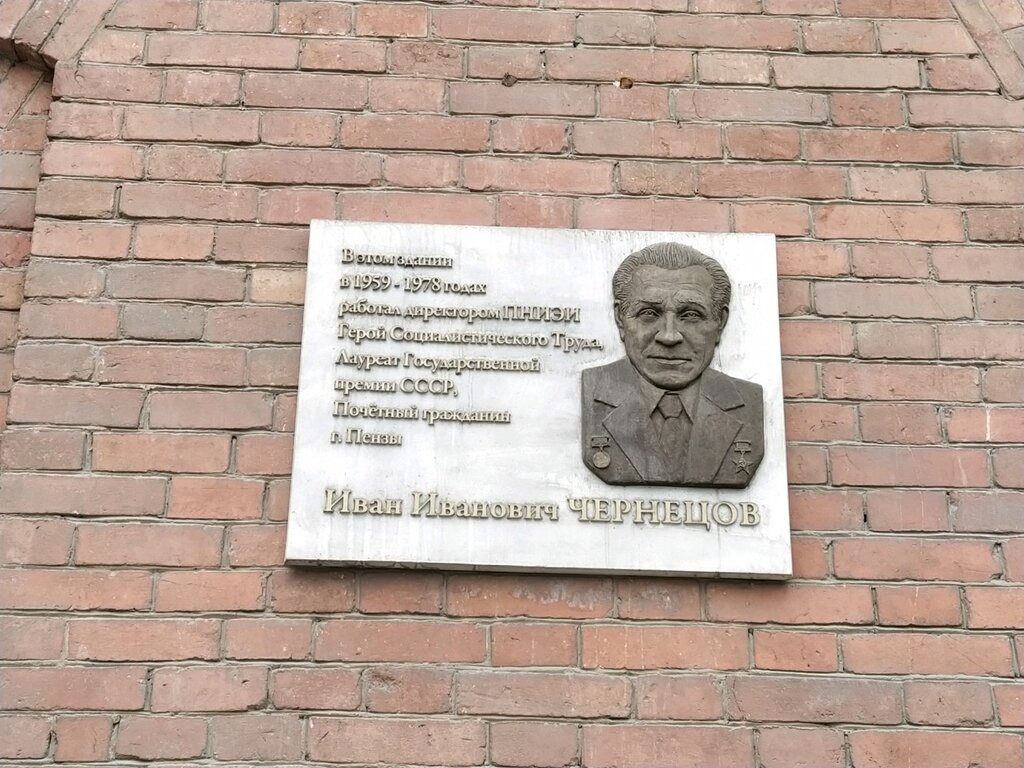 В этом здании
в 1959 - 1978 годах
работал директором ПНИЭИ
Герой Социалистического Труда,
Лауреат Государственной
премии СССР,
Почётный гражданин
г. Пензы
Иван Иванович ЧЕРНЕЦОВ